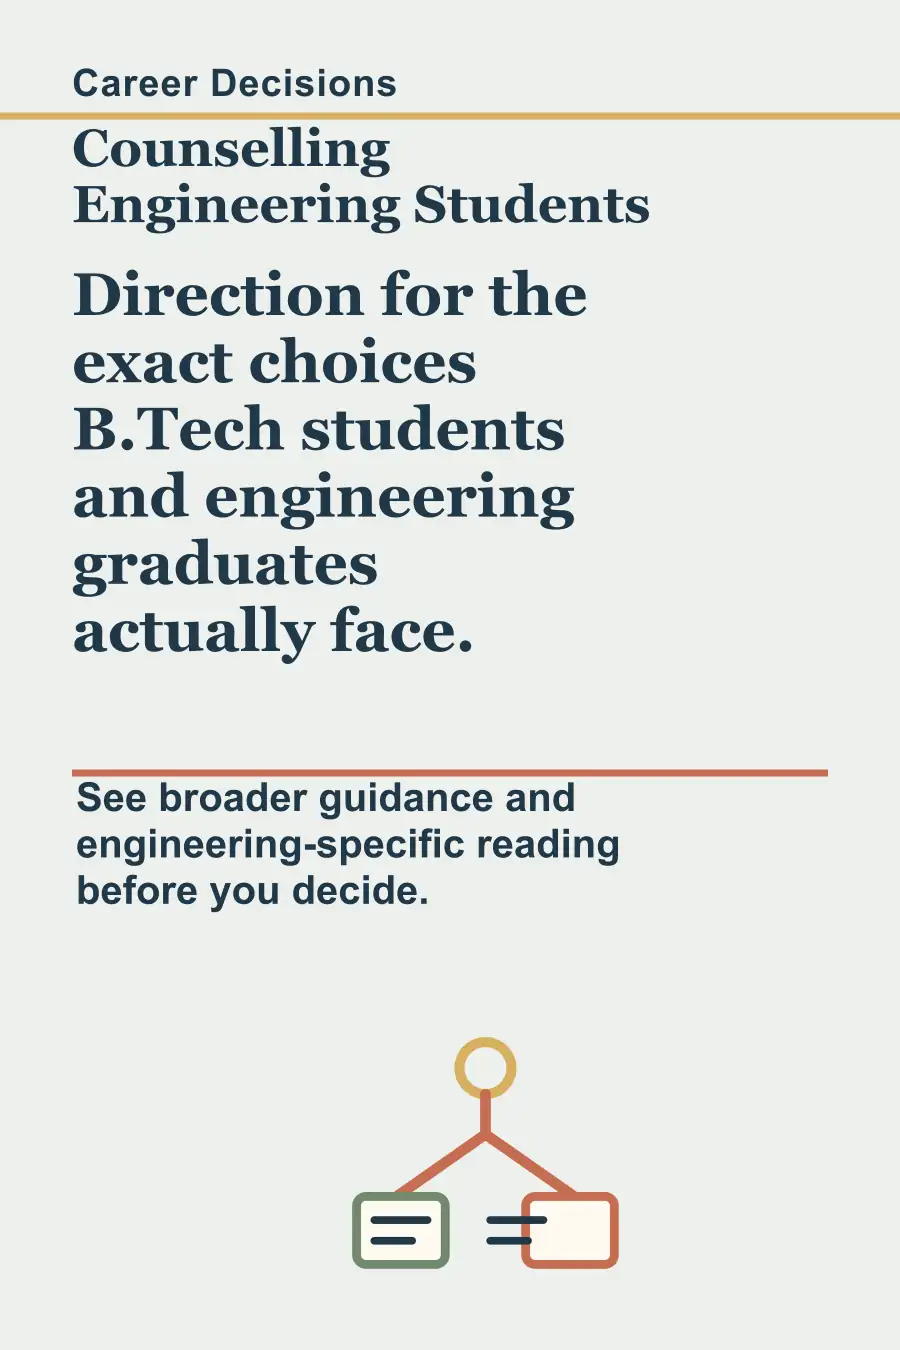 Career Decisions
Counselling
Engineering Students
Direction for the
exact choices
B.Tech students
and engineering
graduates
actually face.
See broader guidance and
engineering-specific reading
before you decide.